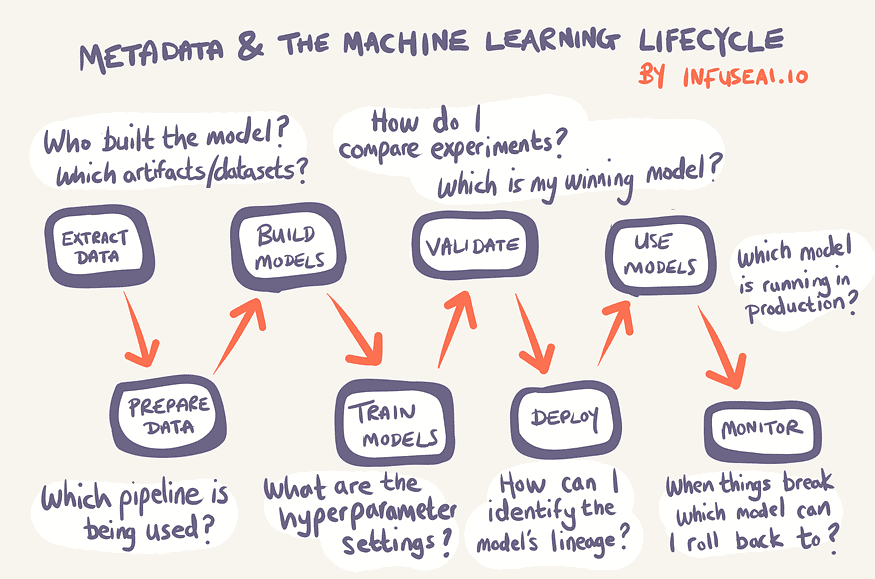 METADATA & THE MACHINE LEARNING LIFECYCLE
BY INFUSEAI.IO
Who built the model?
Which artifacts/datasets?
How do I
compare experiments?
Which is my winning model?
EXTRACT
DATA
BUILD
MODELS
VALIDATE
USE
MODELS
Which model
is running in
production?
PREPARE
DATA
TRAIN
MODELS
DEPLOY
MONITOR
Which pipeline is
being used?
What are the
hyperparameter
settings?
How can I
identify the
model's lineage?
When things break
which model can
I roll back to?